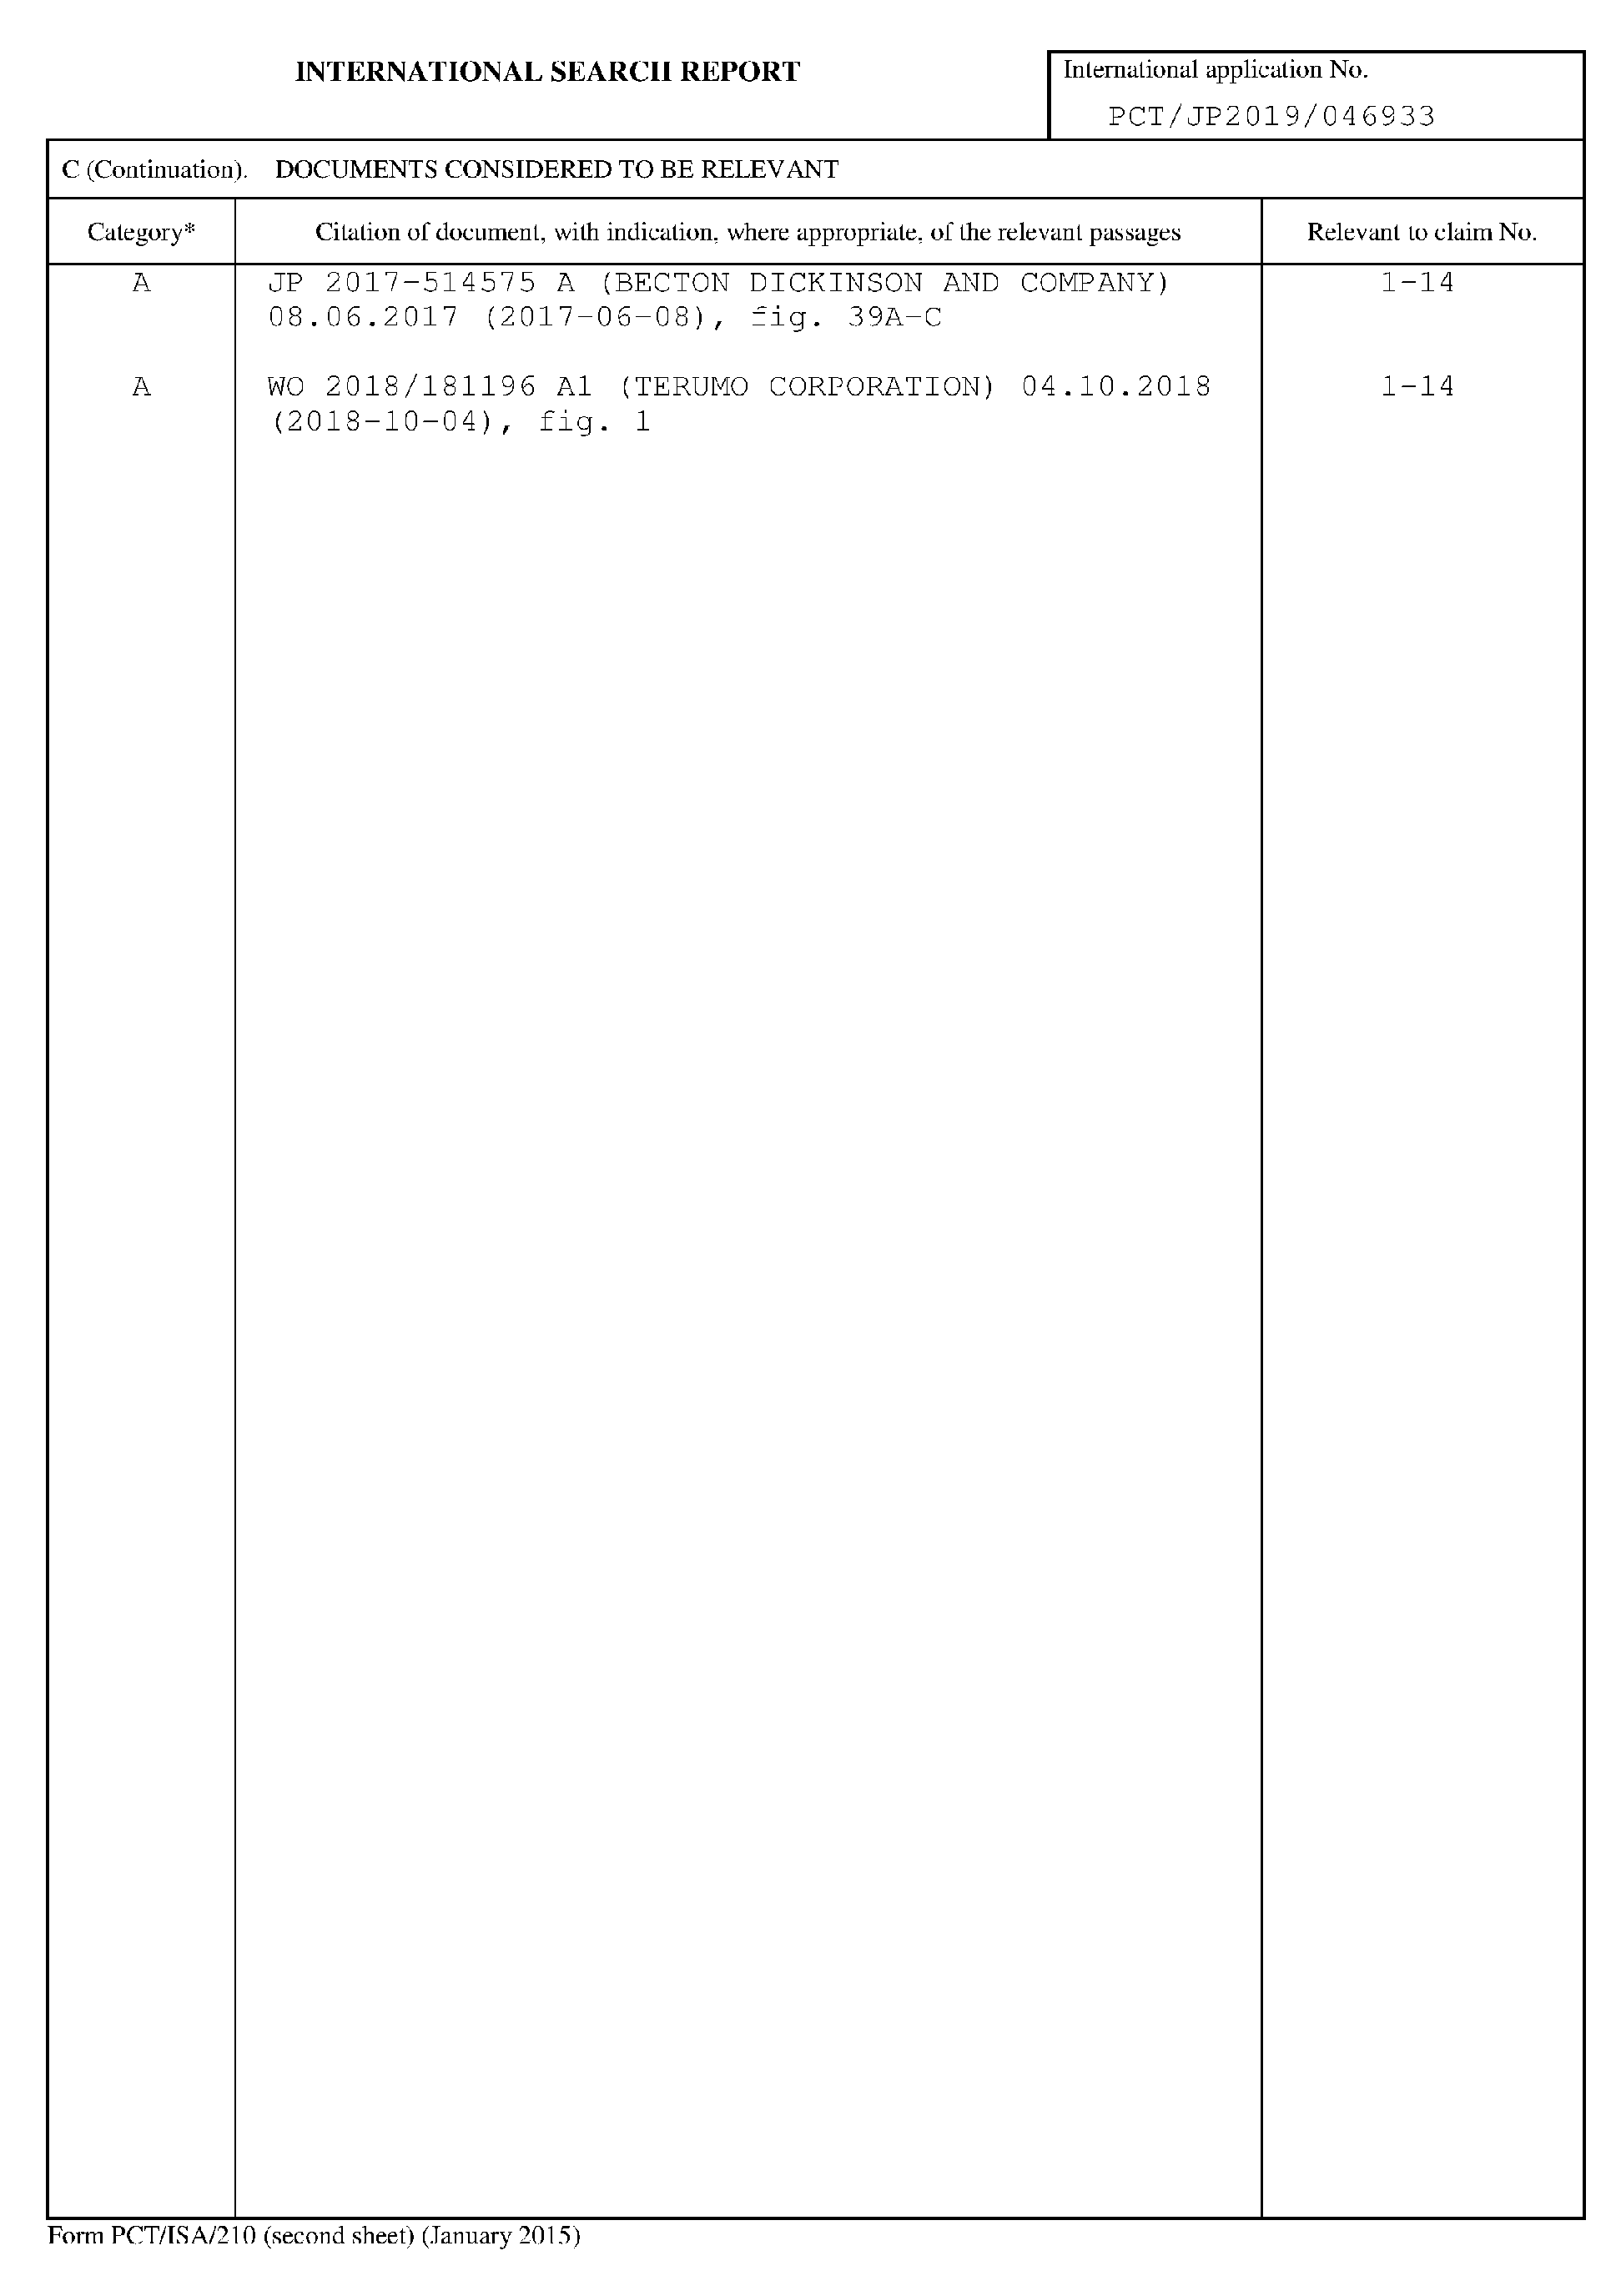 INTERNATIONAL SEARCH REPORT
International application No.
PCT/JP2019/046933
C (Continuation). DOCUMENTS CONSIDERED TO BE RELEVANT
Category* Citation of document, with indication, where appropriate, of the relevant passages Relevant to claim No.
A JP 2017-514575 A (BECTON DICKINSON AND COMPANY) 1-14
08.06.2017 (2017-06-08), fig. 39A-C
A WO 2018/181196 A1 (TERUMO CORPORATION) 04.10.2018 1-14
(2018-10-04), fig. 1
Form PCT/ISA/210 (second sheet) (January 2015)